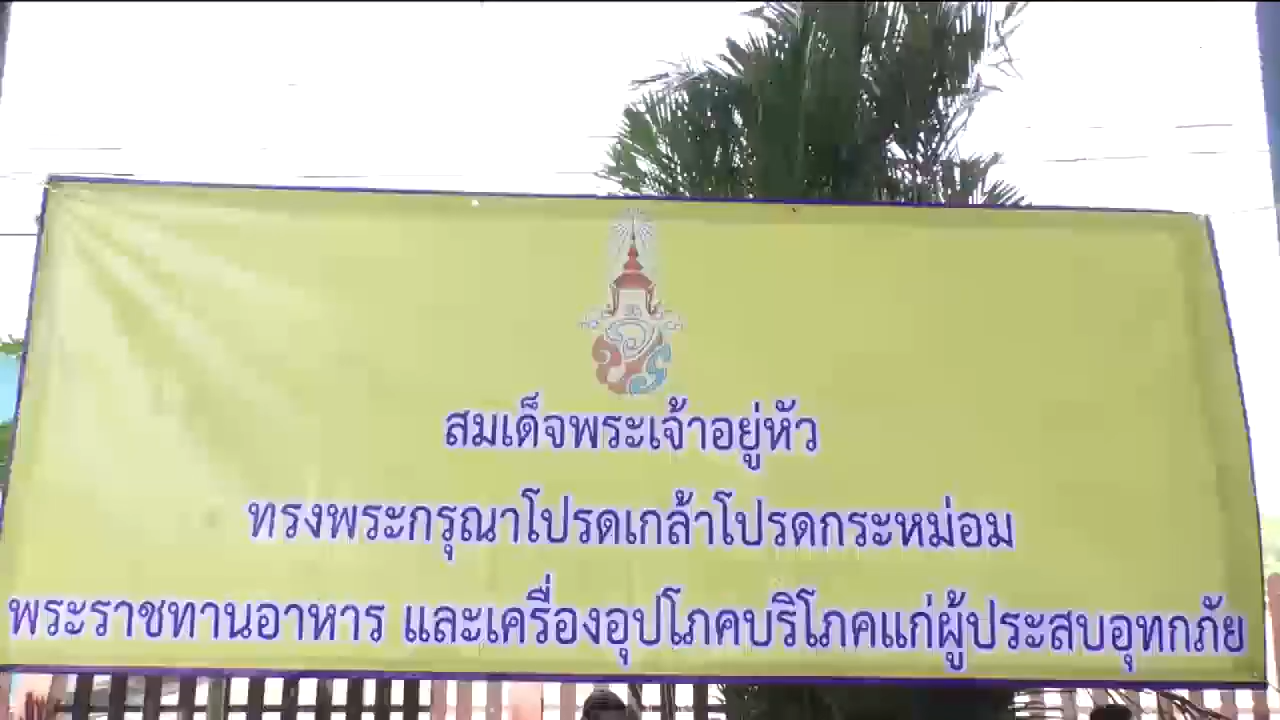 สมเด็จพระเจ้าอยู่หัว
ทรงพระกรุณาโปรดเกล้าโปรดกระหม่อม
พระราชทานอาหาร และเครื่องอุปโภคบริโภคแก่ผู้ประสบอุทกภัย